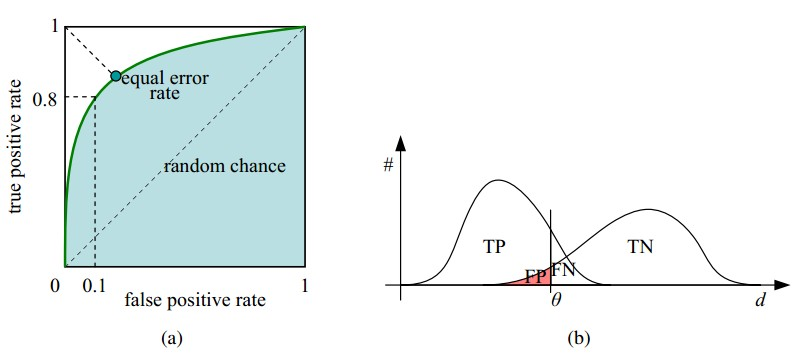 1
equal error
rate
0.8
true positive rate
random chance
0
0.1
false positive rate
(a)
#
TP
TN
FP
FN
θ
d
(b)